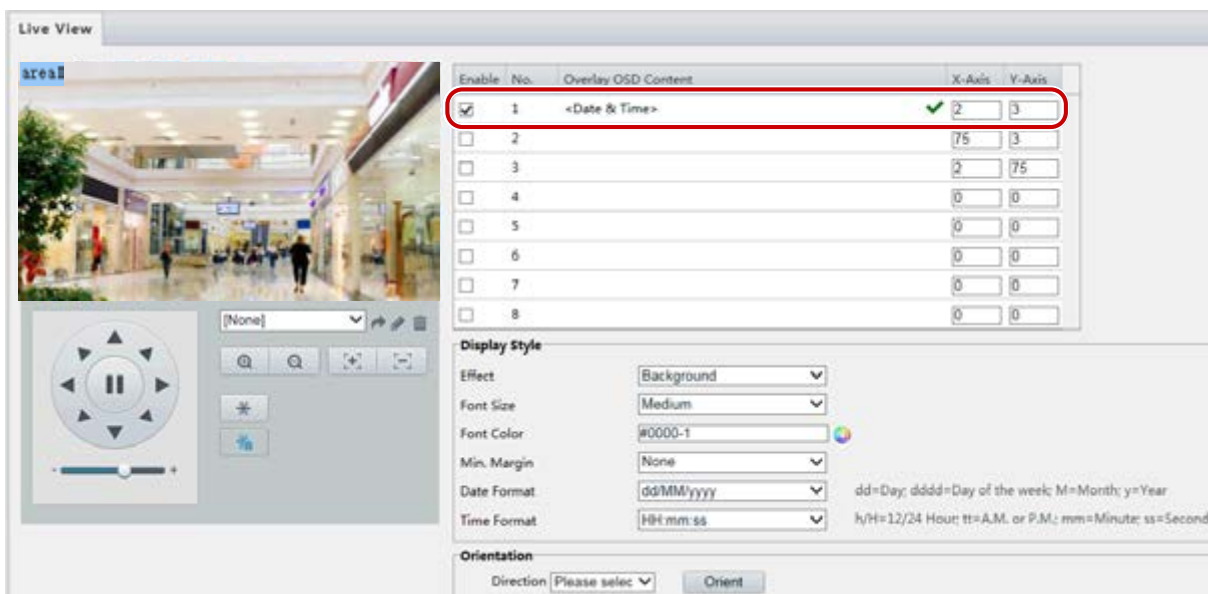 Live View
area
Enable No. Overlay OSD Content X-Axis Y-Axis
1 <Date & Time> 2 3
2 75 3
3 2 75
4 0 0
5 0 0
6 0 0
7 0 0
8 0 0
[None]
Display Style
Effect Background
Font Size Medium
Font Color #0000-1
Min. Margin None
Date Format dd/MM/yyyy dd=Day; dddd=Day of the week; M=Month; y=Year
Time Format HH:mm:ss h/H=12/24 Hour; tt=A.M. or P.M.; mm=Minute; ss=Second
Orientation
Direction Please selec Orient
- +